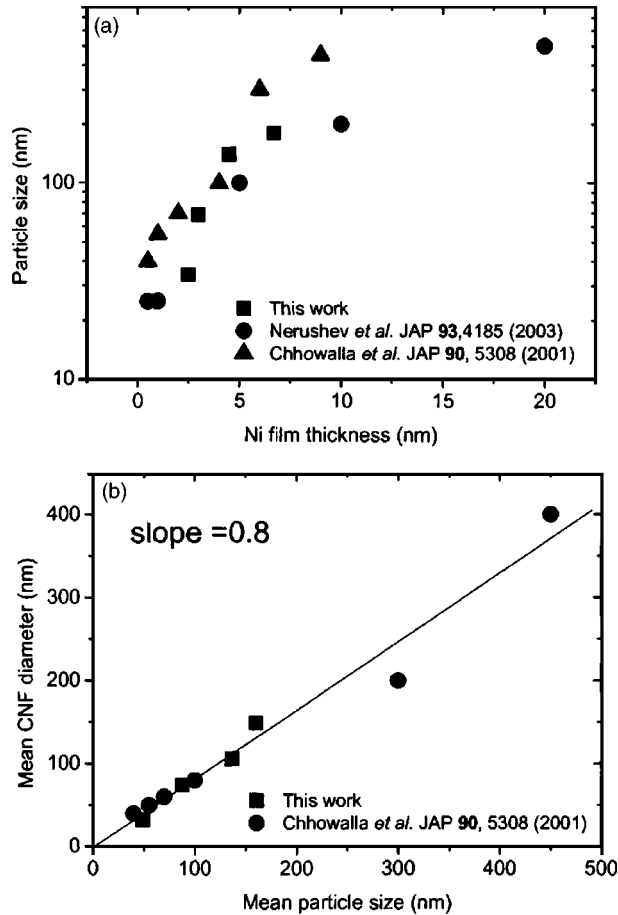 (a)
Particle size (nm)
100
10
This work
Nerushev et al. JAP 93,4185 (2003)
Chhowalla et al. JAP 90, 5308 (2001)
0 5 10 15 20
Ni film thickness (nm)
(b)
slope =0.8
Mean CNF diameter (nm)
400
300
200
100
0
This work
Chhowalla et al. JAP 90, 5308 (2001)
0 100 200 300 400 500
Mean particle size (nm)